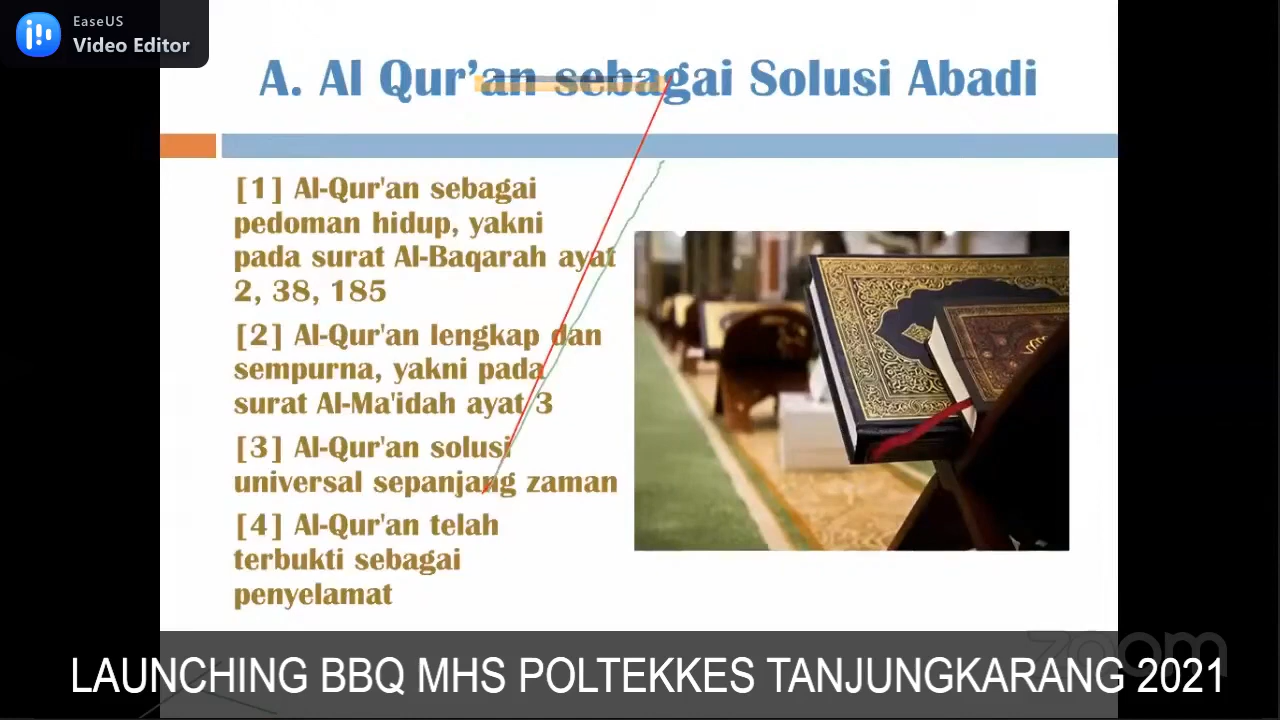 EaseUS
Video Editor
A. Al Qur’an sebagai Solusi Abadi
[1] Al-Qur'an sebagai
pedoman hidup, yakni
pada surat Al-Baqarah ayat
2, 38, 185
[2] Al-Qur'an lengkap dan
sempurna, yakni pada
surat Al-Ma'idah ayat 3
[3] Al-Qur'an solusi
universal sepanjang zaman
[4] Al-Qur'an telah
terbukti sebagai
penyelamat
zoom
LAUNCHING BBQ MHS POLTEKKES TANJUNGKARANG 2021